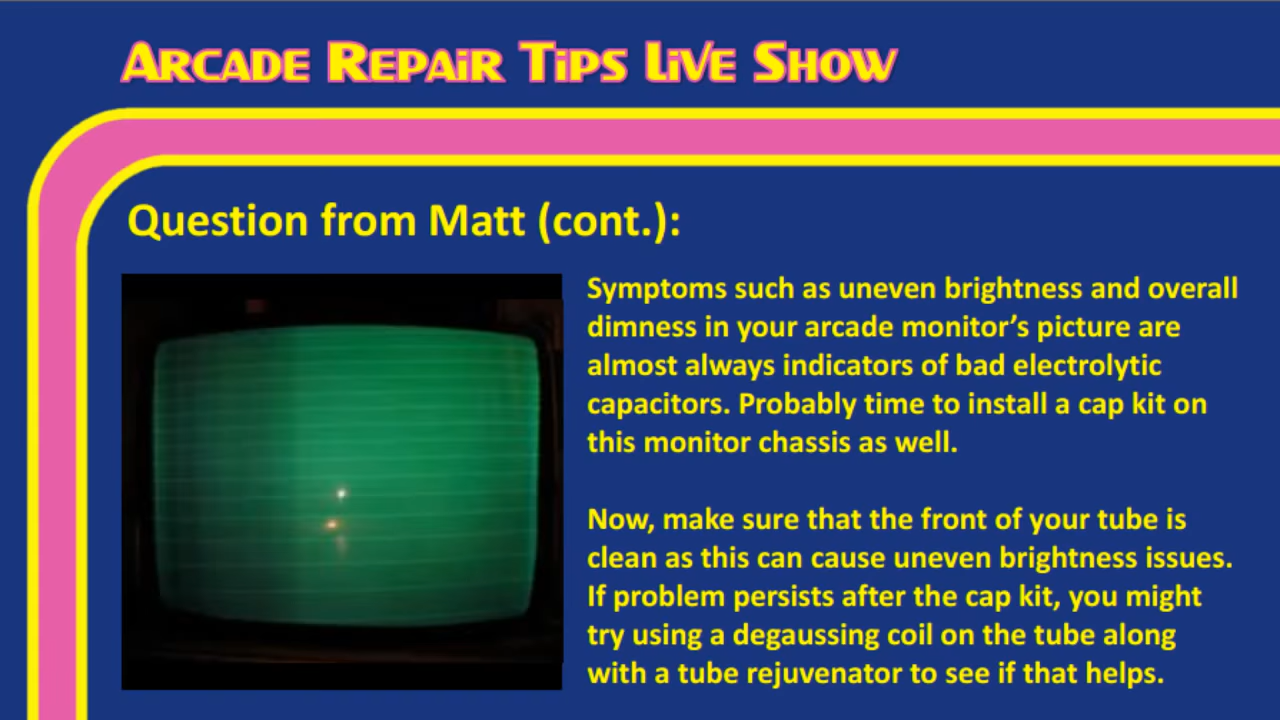 Arcade Repair Tips Live Show
Question from Matt (cont.):
Symptoms such as uneven brightness and overall
dimness in your arcade monitor's picture are
almost always indicators of bad electrolytic
capacitors. Probably time to install a cap kit on
this monitor chassis as well.
Now, make sure that the front of your tube is
clean as this can cause uneven brightness issues.
If problem persists after the cap kit, you might
try using a degaussing coil on the tube along
with a tube rejuvenator to see if that helps.